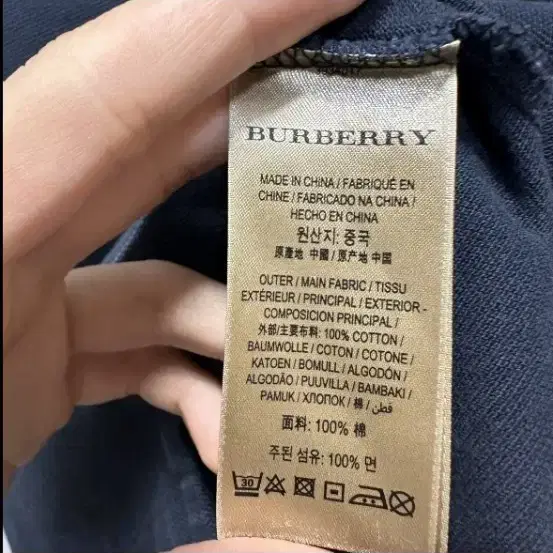 BURBERRY
MADE IN CHINA / FABRIQUÉ EN
CHINE / FABRICADO NA CHINA /
HECHO EN CHINA
원산지: 중국
原產地 中國 / 原产地 中国
OUTER / MAIN FABRIC / TISSU
EXTÉRIEUR / PRINCIPAL / EXTERIOR -
COMPOSICION PRINCIPAL /
外部/主要布料: 100% COTTON /
BAUMWOLLE / COTON / COTONE /
KATOEN / BOMULL / ALGODÓN /
ALGODÃO / PUUVILLA / BAMBAKI /
PAMUK / ХЛОПОК / 棉 / قطن
面料: 100% 棉
주된 섬유: 100% 면
30